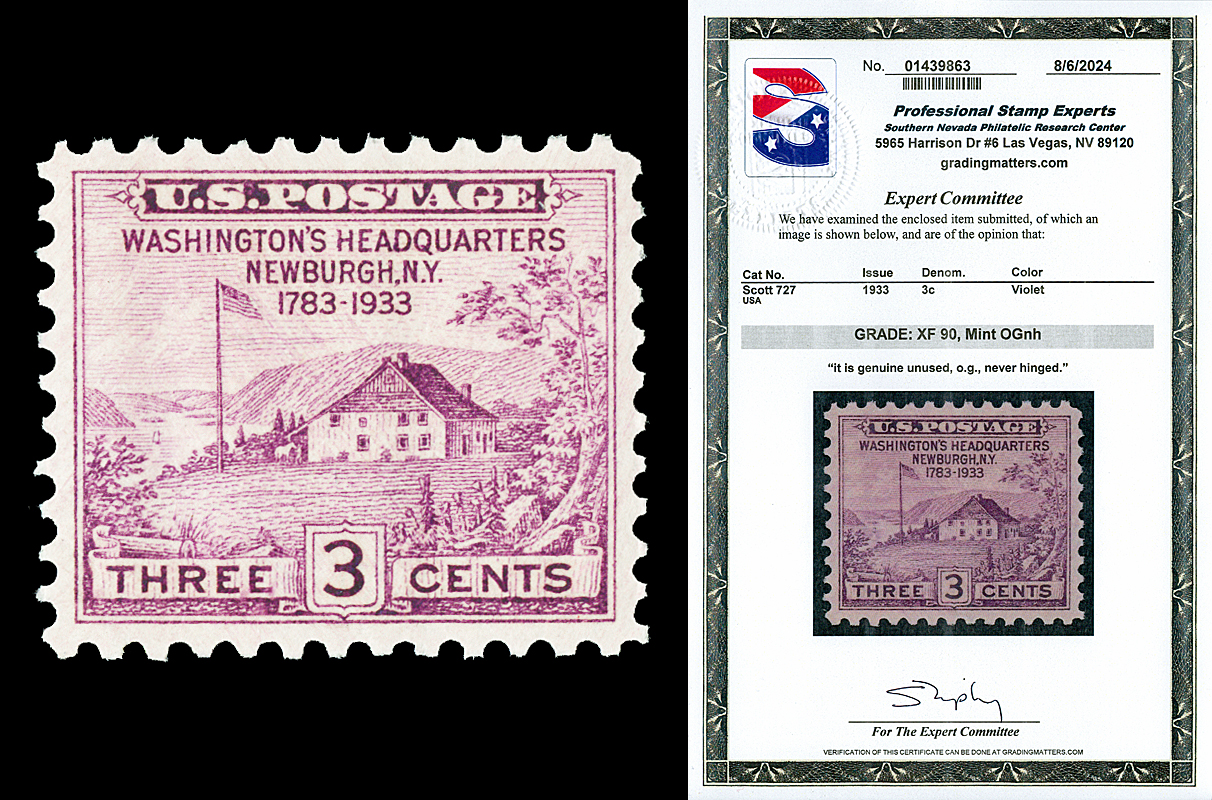 U.S. POSTAGE
WASHINGTON'S HEADQUARTERS
NEWBURGH, N.Y.
1783-1933
THREE 3 CENTS
No. 01439863 8/6/2024
Professional Stamp Experts
Southern Nevada Philatelic Research Center
5965 Harrison Dr #6 Las Vegas, NV 89120
gradingmatters.com
Expert Committee
We have examined the enclosed item submitted, of which an
image is shown below, and are of the opinion that:
Cat No. Issue Denom. Color
Scott 727 1933 3c Violet
USA
GRADE: XF 90, Mint OGnh
“it is genuine unused, o.g., never hinged.”
U.S. POSTAGE
WASHINGTON'S HEADQUARTERS
NEWBURGH, N.Y.
1783-1933
THREE 3 CENTS
For The Expert Committee
VERIFICATION OF THIS CERTIFICATE CAN BE DONE AT GRADINGMATTERS.COM